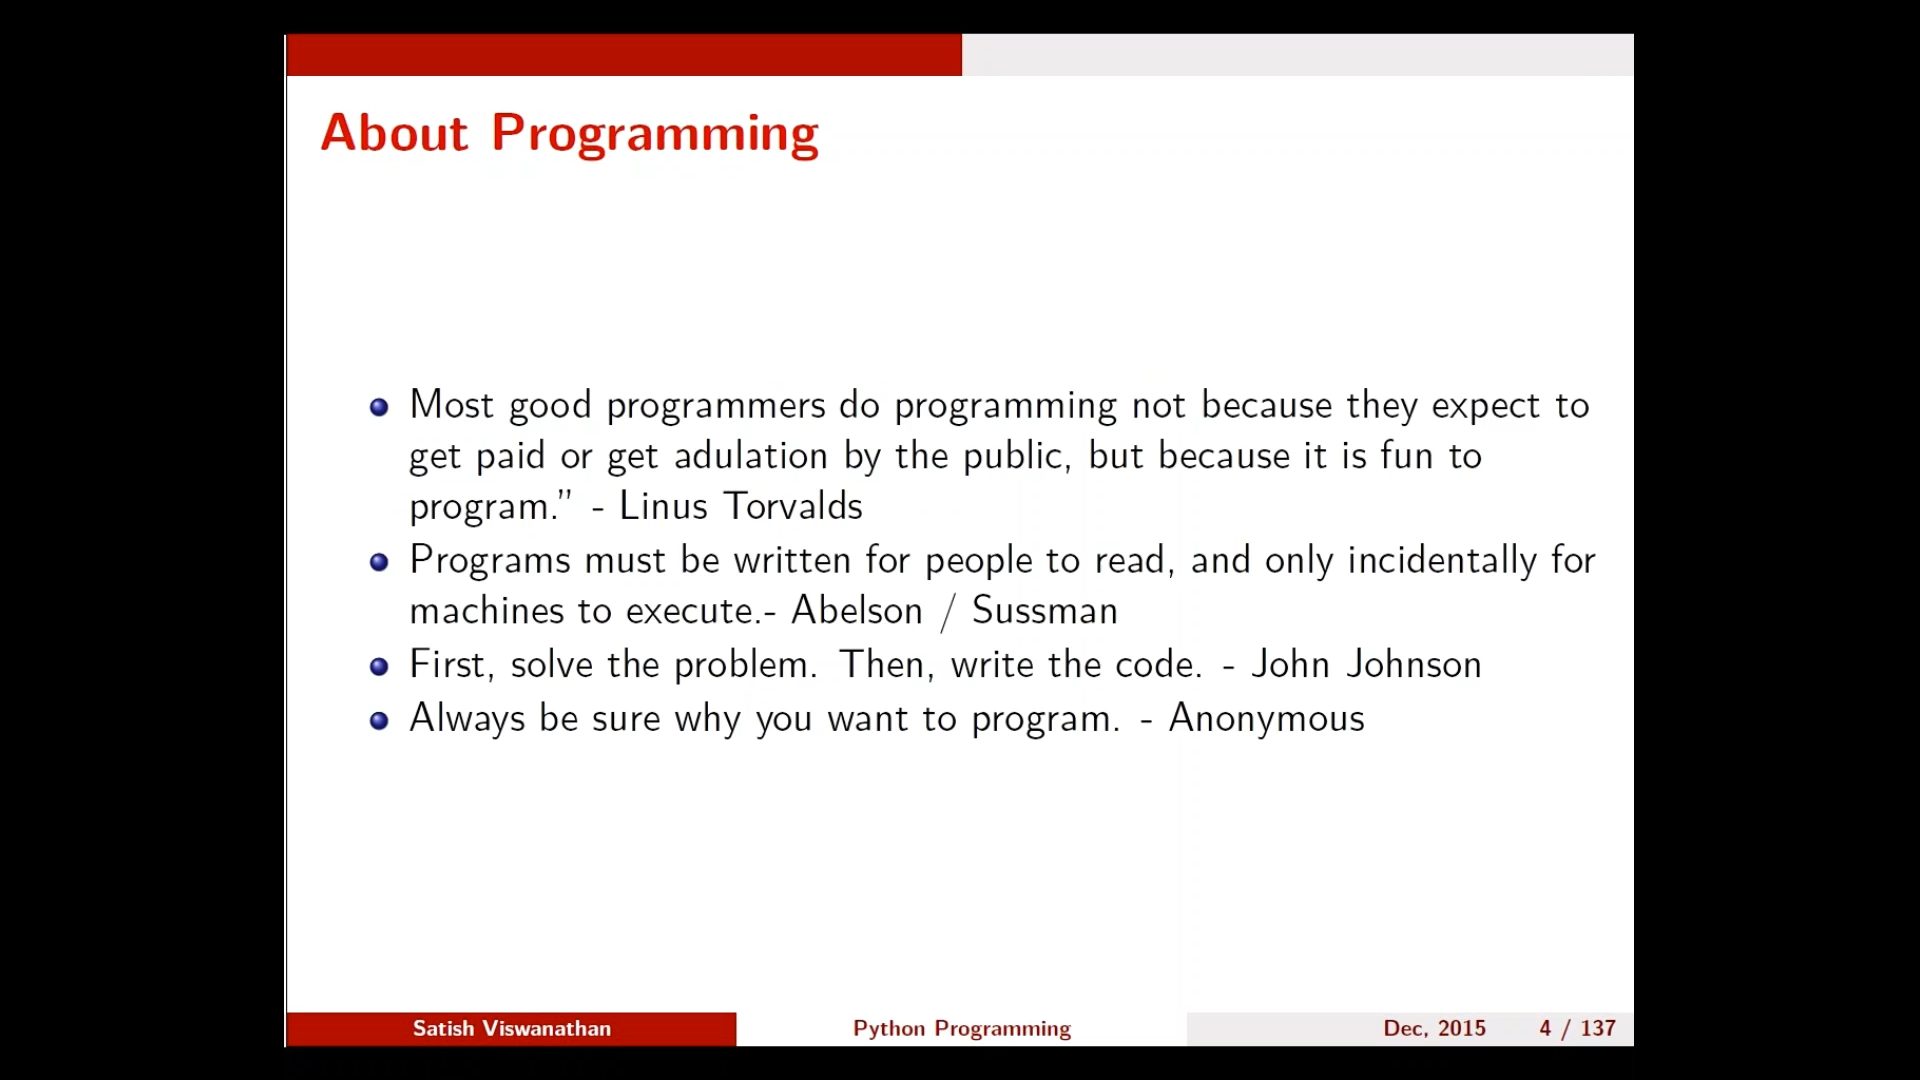 About Programming
Most good programmers do programming not because they expect to
get paid or get adulation by the public, but because it is fun to
program.” - Linus Torvalds
Programs must be written for people to read, and only incidentally for
machines to execute.- Abelson / Sussman
First, solve the problem. Then, write the code. - John Johnson
Always be sure why you want to program. - Anonymous
Satish Viswanathan Python Programming Dec, 2015 4 / 137